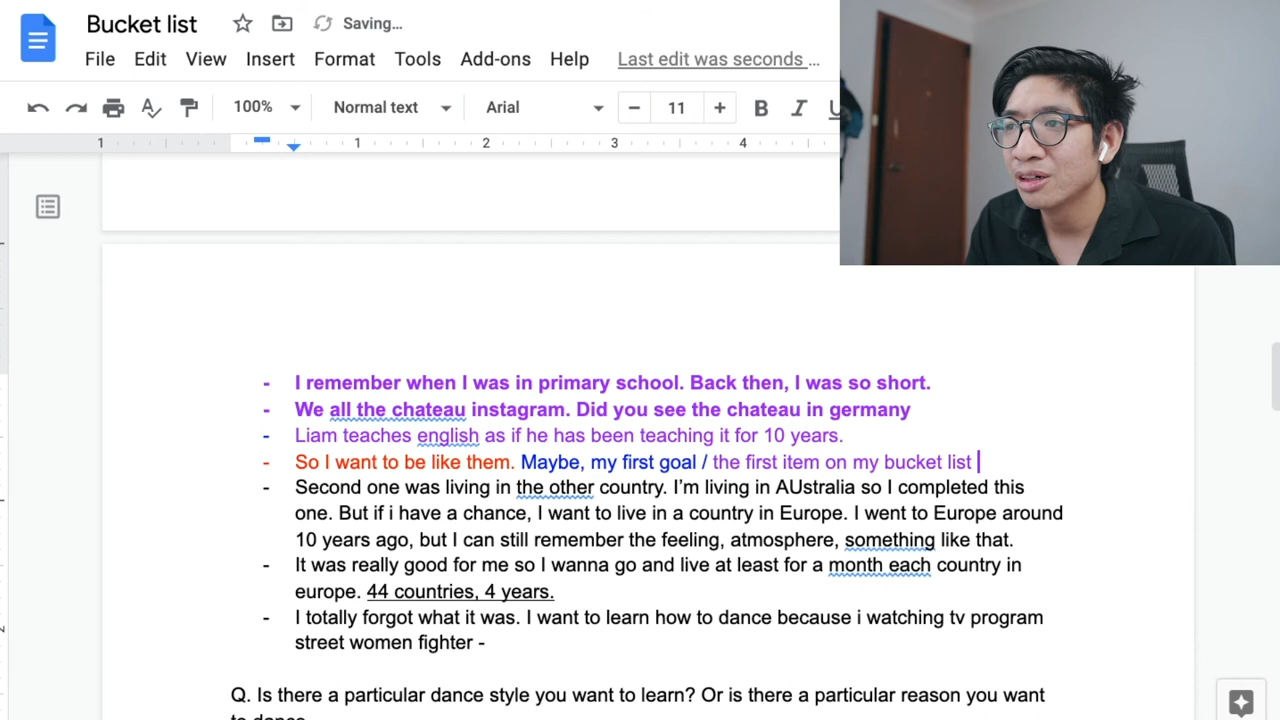 Bucket list
Saving...
File Edit View Insert Format Tools Add-ons Help Last edit was seconds ...
100% Normal text Arial − 11 + B I U
1 1 2 3 4
- I remember when I was in primary school. Back then, I was so short.
- We all the chateau instagram. Did you see the chateau in germany
- Liam teaches english as if he has been teaching it for 10 years.
- So I want to be like them. Maybe, my first goal / the first item on my bucket list
- Second one was living in the other country. I'm living in AUstralia so I completed this
one. But if i have a chance, I want to live in a country in Europe. I went to Europe around
10 years ago, but I can still remember the feeling, atmosphere, something like that.
- It was really good for me so I wanna go and live at least for a month each country in
europe. 44 countries, 4 years.
- I totally forgot what it was. I want to learn how to dance because i watching tv program
street women fighter -
Q. Is there a particular dance style you want to learn? Or is there a particular reason you want
to dance